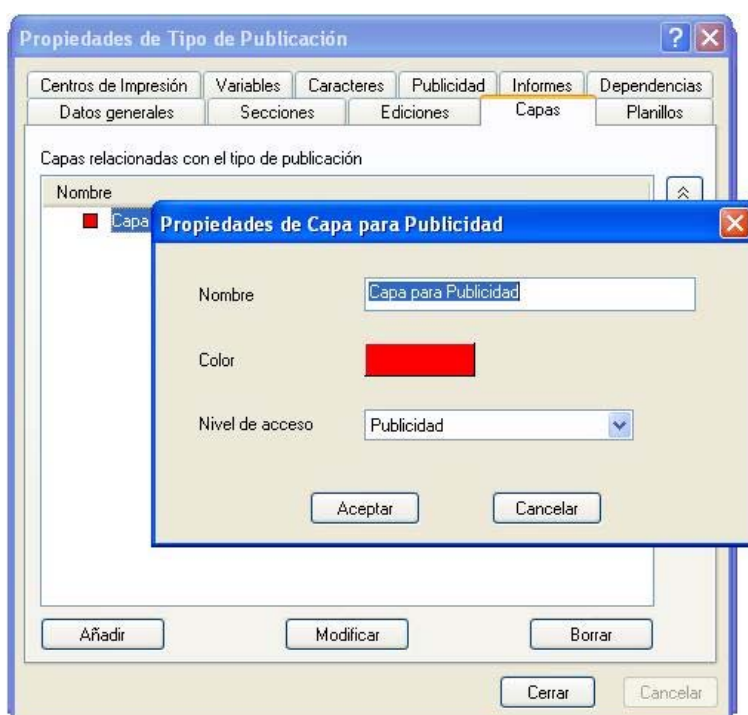 Propiedades de Tipo de Publicación
Centros de Impresión Variables Caracteres Publicidad Informes Dependencias
Datos generales Secciones Ediciones Capas Planillos
Capas relacionadas con el tipo de publicación
Nombre
Capa
Propiedades de Capa para Publicidad
Nombre Capa para Publicidad
Color
Nivel de acceso Publicidad
Aceptar Cancelar
Añadir Modificar Borrar
Cerrar Cancelar